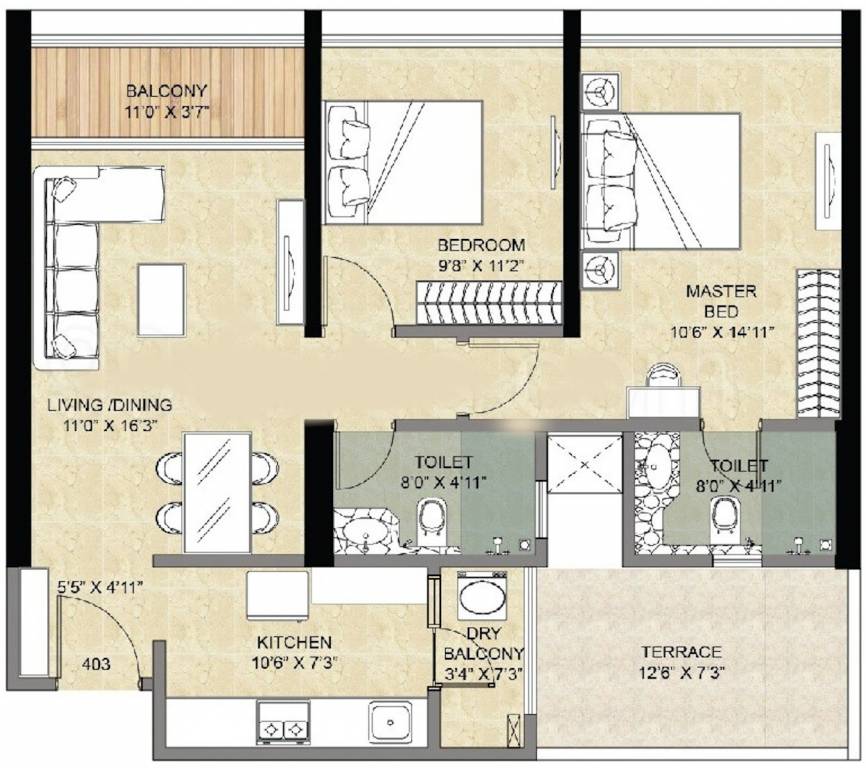 BALCONY
11'0" X 3'7"
BEDROOM
9'8" X 11'2"
MASTER
BED
10'6" X 14'11"
LIVING /DINING
11'0" X 16'3"
TOILET
8'0" X 4'11"
TOILET
8'0" X 4'11"
5'5" X 4'11"
403
KITCHEN
10'6" X 7'3"
DRY
BALCONY
3'4" X 7'3"
TERRACE
12'6" X 7'3"